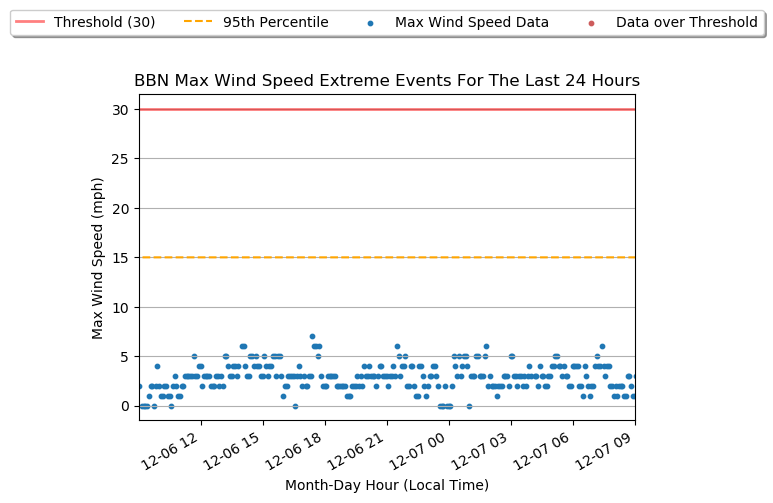 Threshold (30) 95th Percentile Max Wind Speed Data Data over Threshold
BBN Max Wind Speed Extreme Events For The Last 24 Hours
30
25
20
15
10
5
0
Max Wind Speed (mph)
12-06 12 12-06 15 12-06 18 12-06 21 12-07 00 12-07 03 12-07 06 12-07 09
Month-Day Hour (Local Time)